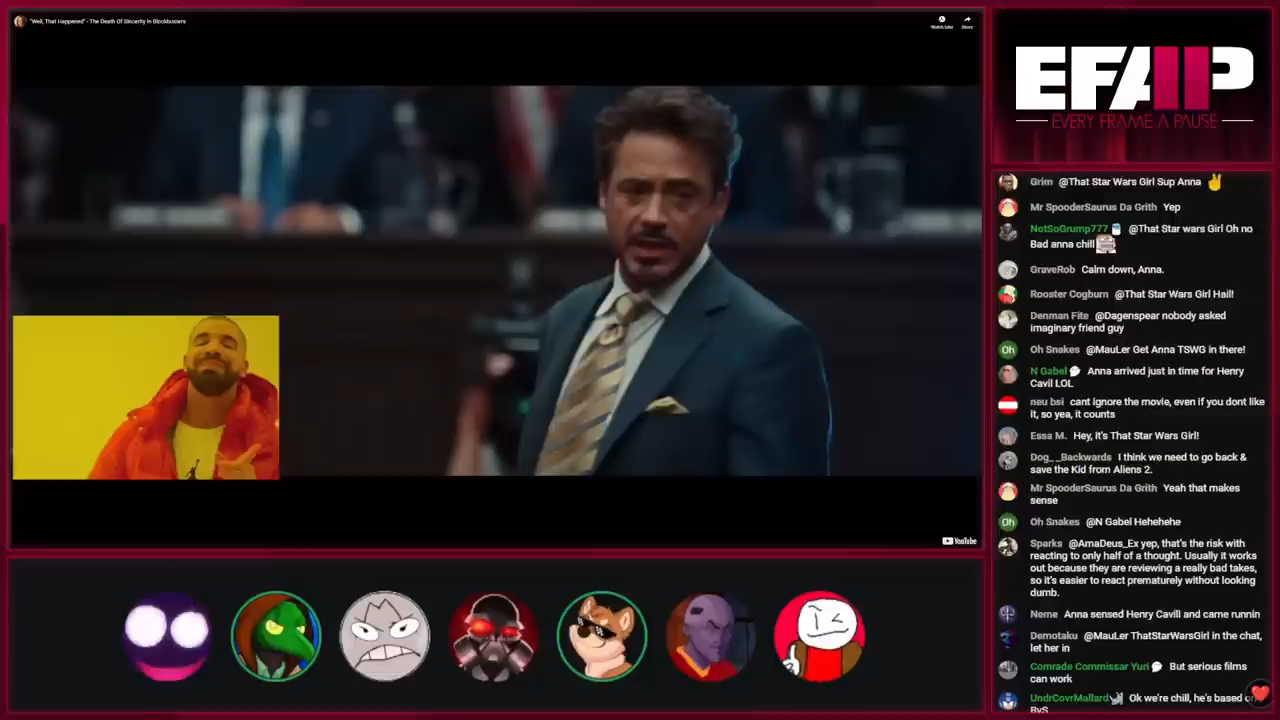 "Well, That Happened" - The Death Of Sincerity In Blockbusters
Watch later
Share
YouTube
EFAP
EVERY FRAME A PAUSE
Grim @That Star Wars Girl Sup Anna ✌
Mr SpooderSaurus Da Grith Yep
NotSoGrump777 @That Star wars Girl Oh no
Bad anna chill
GraveRob Calm down, Anna.
Rooster Cogburn @That Star Wars Girl Hail!
Denman Fite @Dagenspear nobody asked
imaginary friend guy
Oh Oh Snakes @MauLer Get Anna TSWG in there!
N Gabel Anna arrived just in time for Henry
Cavil LOL
neu bsi cant ignore the movie, even if you dont like
it, so yea, it counts
Essa M. Hey, It's That Star Wars Girl!
Dog__Backwards I think we need to go back &
save the Kid from Aliens 2.
Mr SpooderSaurus Da Grith Yeah that makes
sense
Oh Oh Snakes @N Gabel Hehehehe
Sparks @AmaDeus_Ex yep, that's the risk with
reacting to only half of a thought. Usually it works
out because they are reviewing a really bad takes,
so it's easier to react prematurely without looking
dumb.
Neme Anna sensed Henry Cavill and came runnin
Demotaku @MauLer ThatStarWarsGirl in the chat,
let her in
Comrade Commissar Yuri But serious films
can work
UndrCovrMallard Ok we're chill, he's based on
BvS